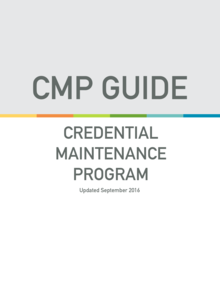 CMP GUIDE
CREDENTIAL
MAINTENANCE
PROGRAM
Updated September 2016